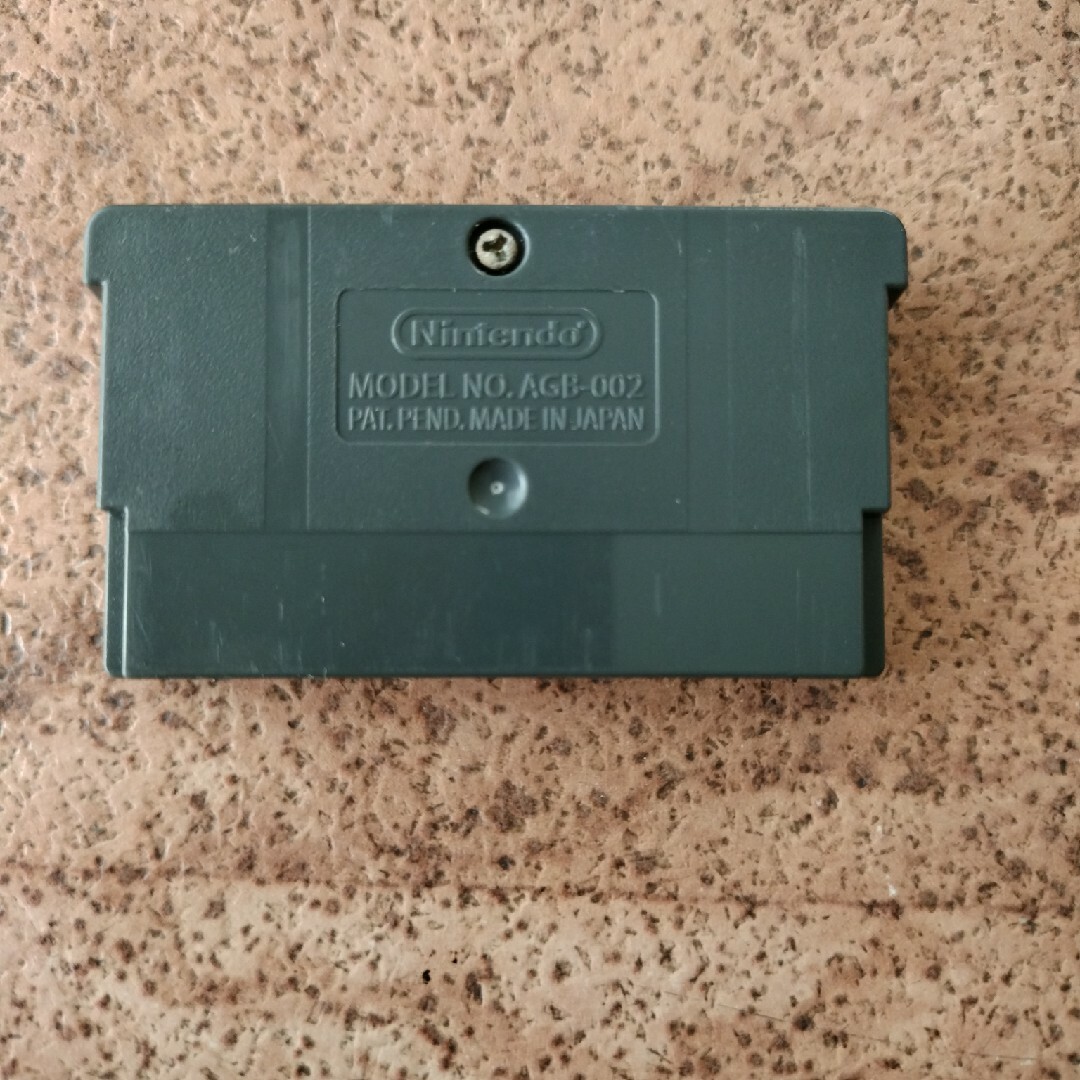 Nintendo
MODEL NO. AGB-002
PAT. PEND. MADE IN JAPAN